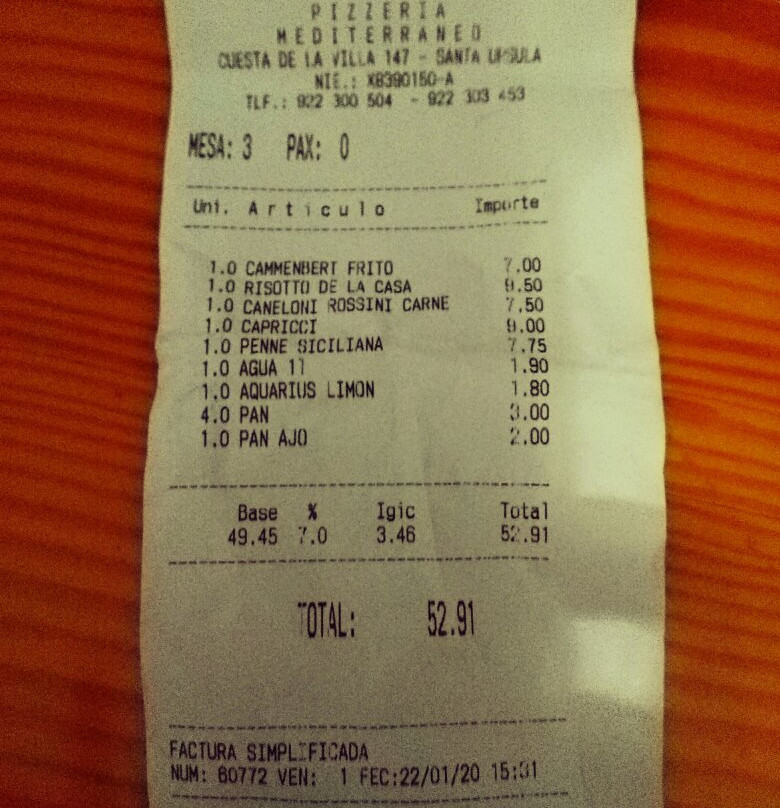 PIZZERIA
MEDITERRANEO
CUESTA DE LA VILLA 147 - SANTA URSULA
NIE.: X8390150-A
TLF.: 922 300 504 - 922 303 453
MESA: 3 PAX: 0
Uni. Articulo Importe
1.0 CAMMENBERT FRITO 7.00
1.0 RISOTTO DE LA CASA 9.50
1.0 CANELONI ROSSINI CARNE 7.50
1.0 CAPRICCI 9.00
1.0 PENNE SICILIANA 7.75
1.0 AGUA 1l 1.90
1.0 AQUARIUS LIMON 1.80
4.0 PAN 3.00
1.0 PAN AJO 2.00
Base % Igic Total
49.45 7.0 3.46 52.91
TOTAL: 52.91
FACTURA SIMPLIFICADA
NUM: 80772 VEN: 1 FEC:22/01/20 15:31